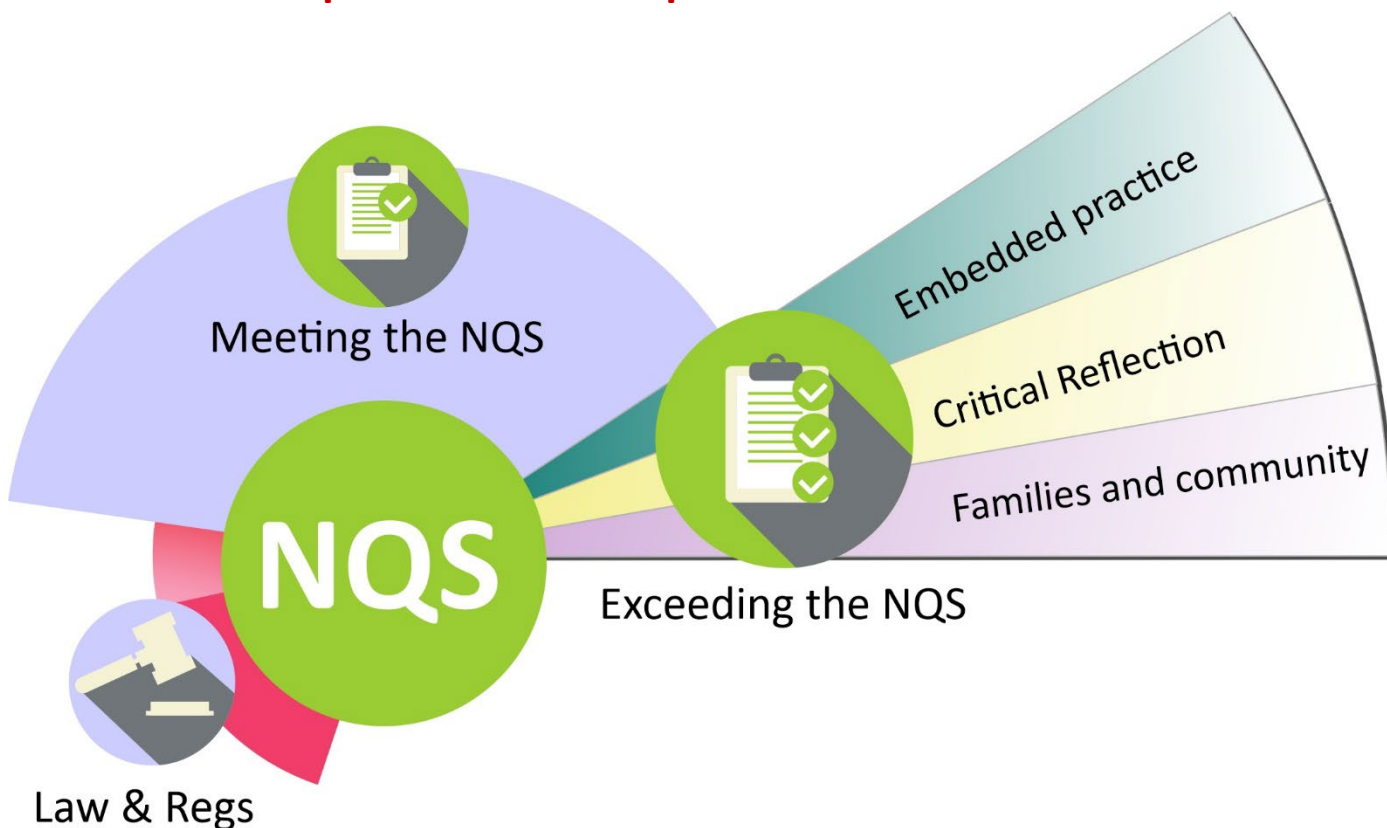 Meeting the NQS
Embedded practice
Critical Reflection
Families and community
NQS
Exceeding the NQS
Law & Regs